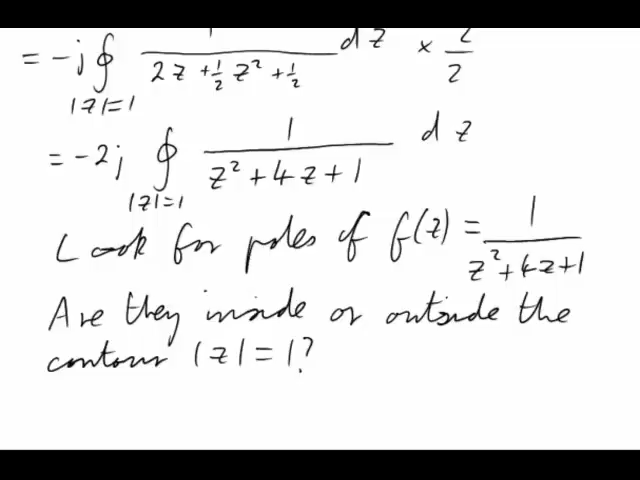 = -j ∮|z|=1 1/(2z + ½z² + ½) dz × 2/2
= -2j ∮|z|=1 1/(z² + 4z + 1) dz
Look for poles of f(z) = 1/(z² + 4z + 1)
Are they inside or outside the
contour |z| = 1?